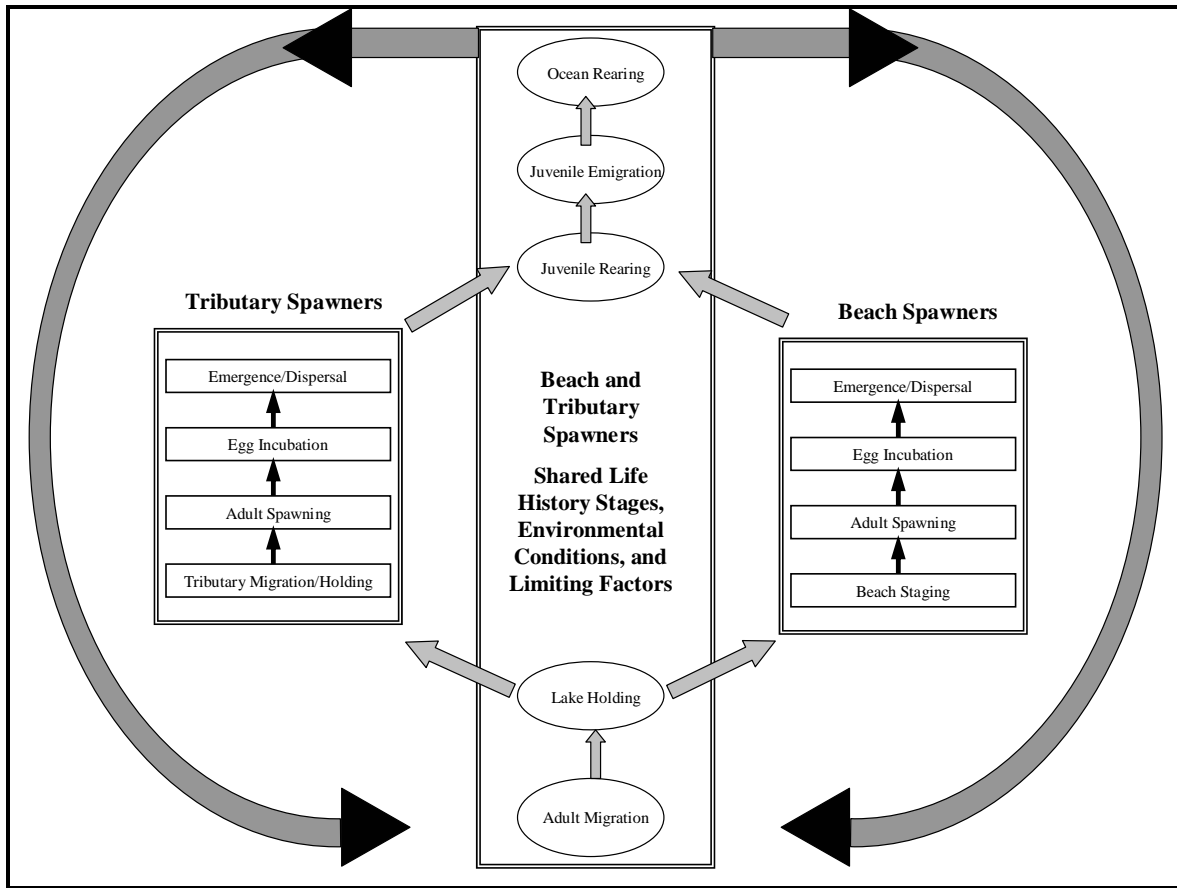 Ocean Rearing
Juvenile Emigration
Juvenile Rearing
Tributary Spawners
Emergence/Dispersal
Egg Incubation
Adult Spawning
Tributary Migration/Holding
Beach and
Tributary
Spawners
Shared Life
History Stages,
Environmental
Conditions, and
Limiting Factors
Beach Spawners
Emergence/Dispersal
Egg Incubation
Adult Spawning
Beach Staging
Lake Holding
Adult Migration